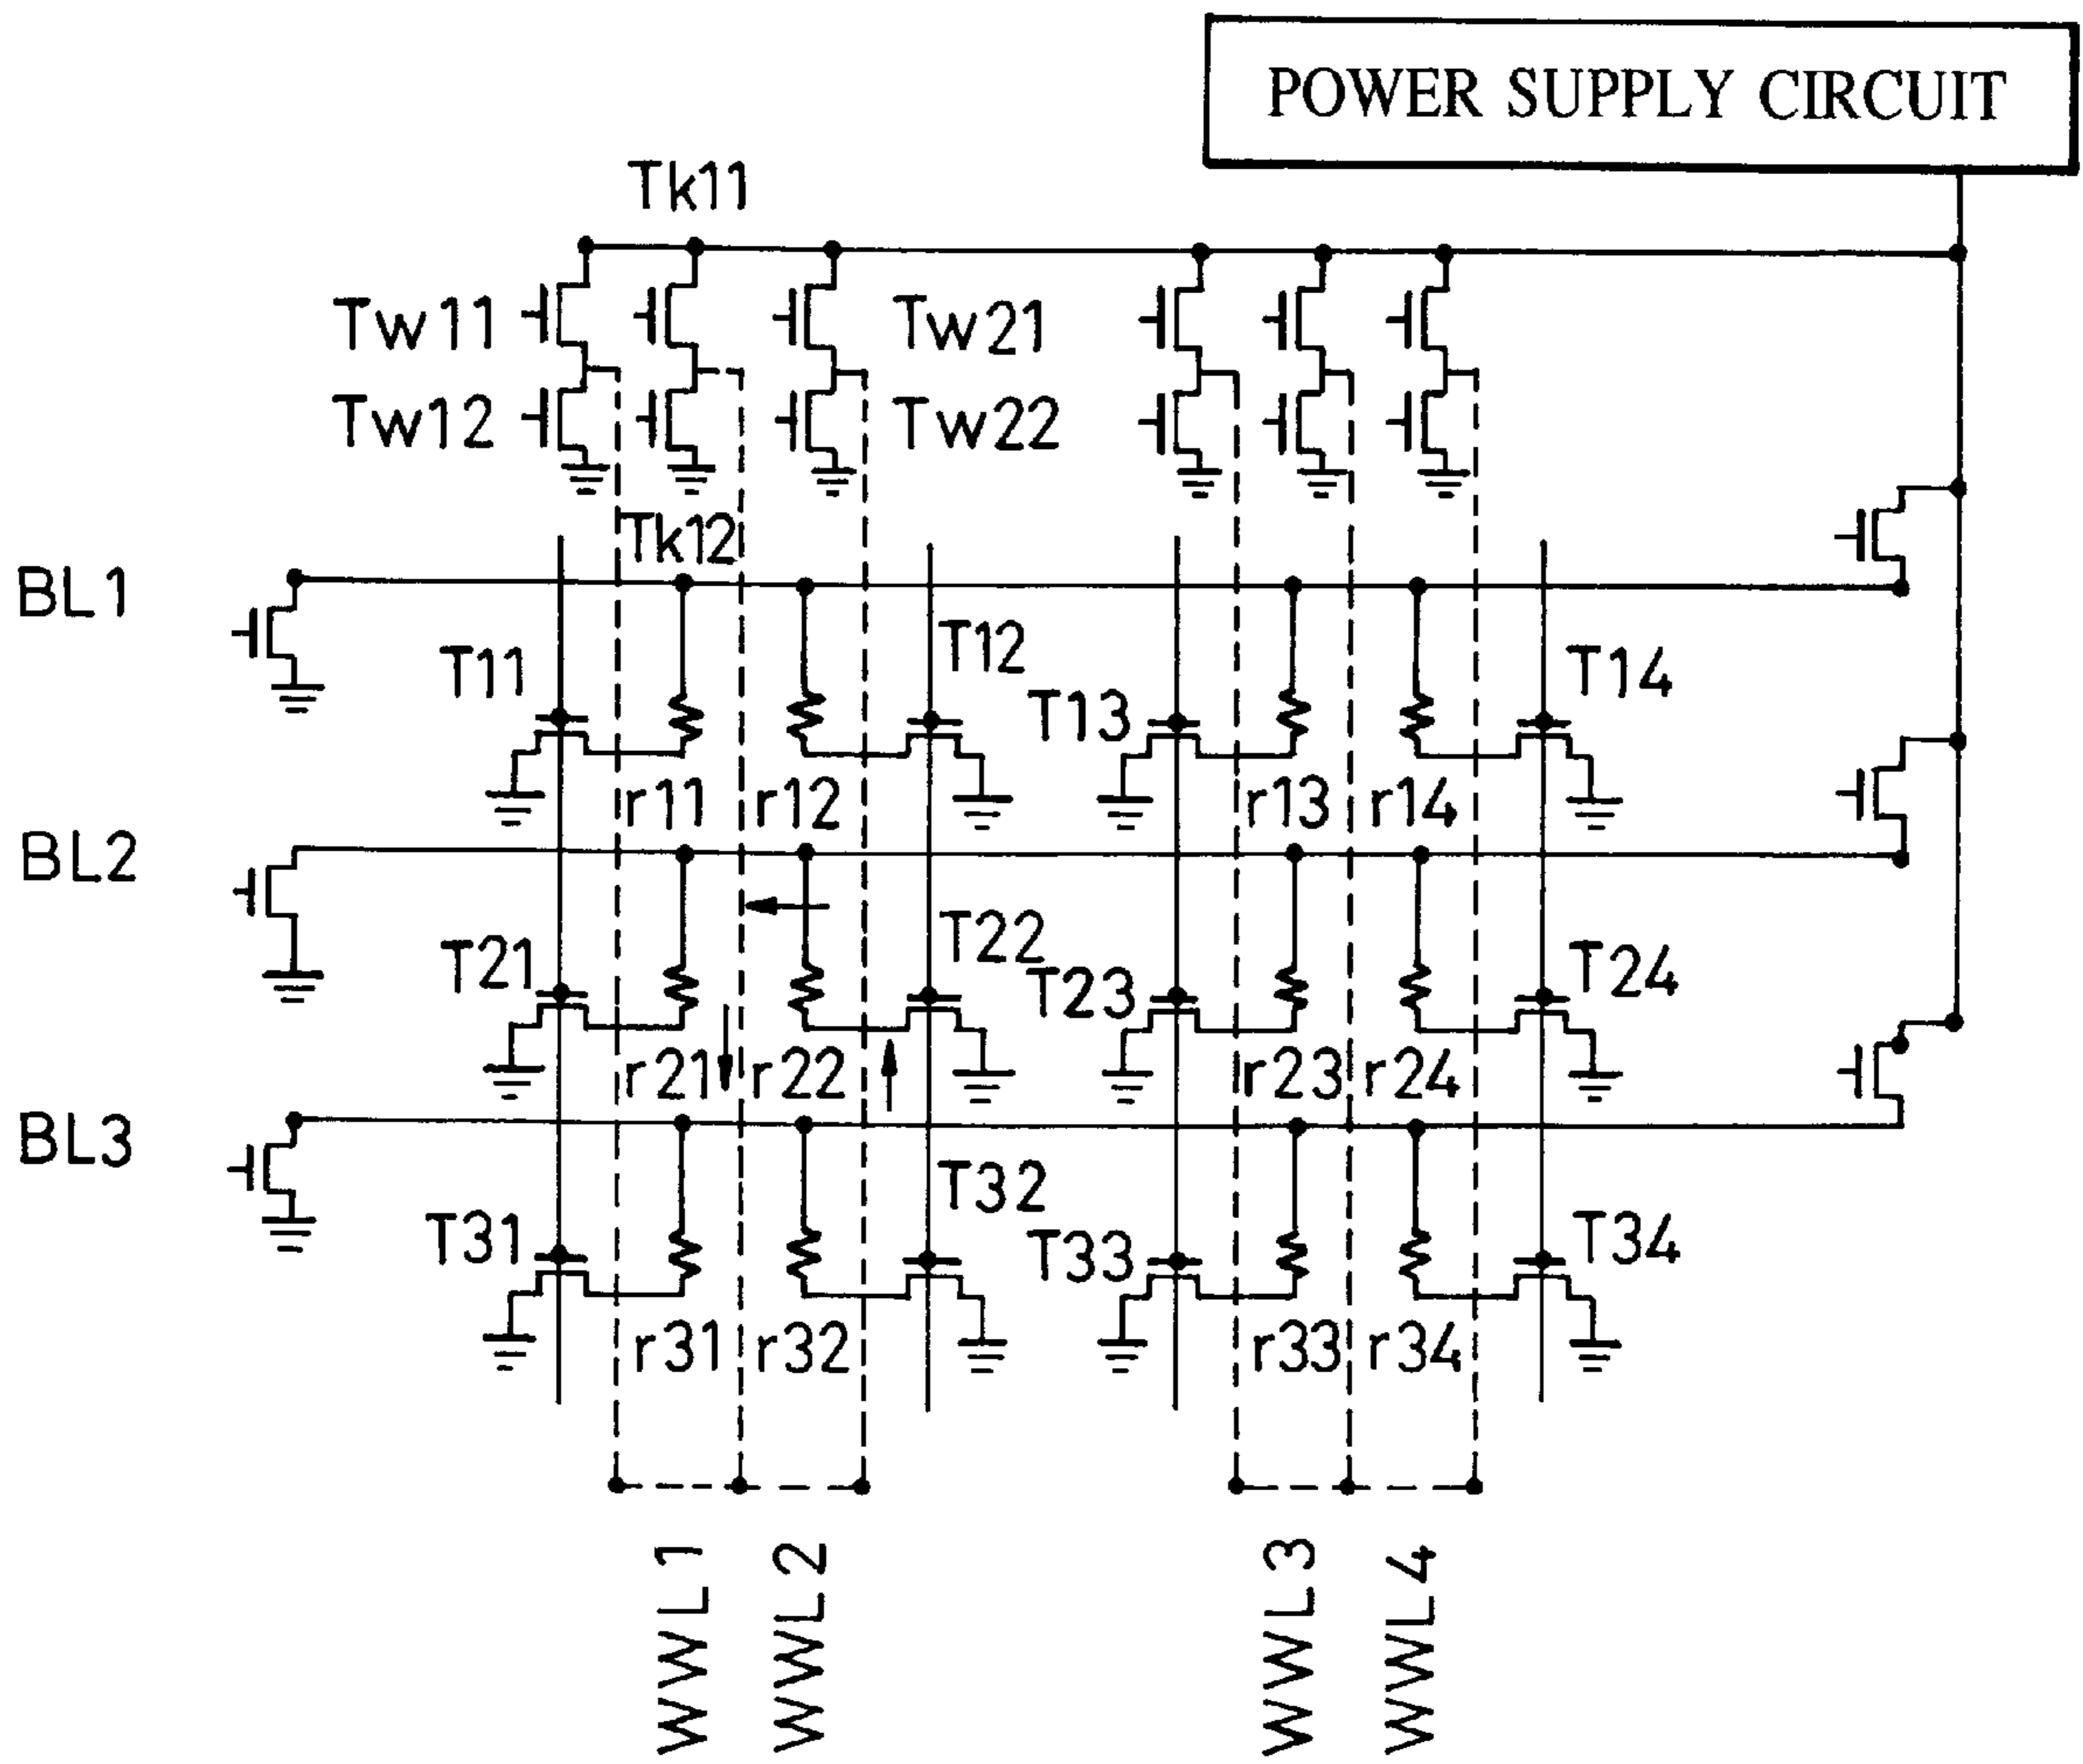 POWER SUPPLY CIRCUIT
Tk11
Tw11
Tw21
Tw12
Tw22
Tk12
BL1
T11
T12
T13
T14
r11
r12
r13
r14
BL2
T21
T22
T23
T24
r21
r22
r23
r24
BL3
T31
T32
T33
T34
r31
r32
r33
r34
WWL1
WWL2
WWL3
WWL4